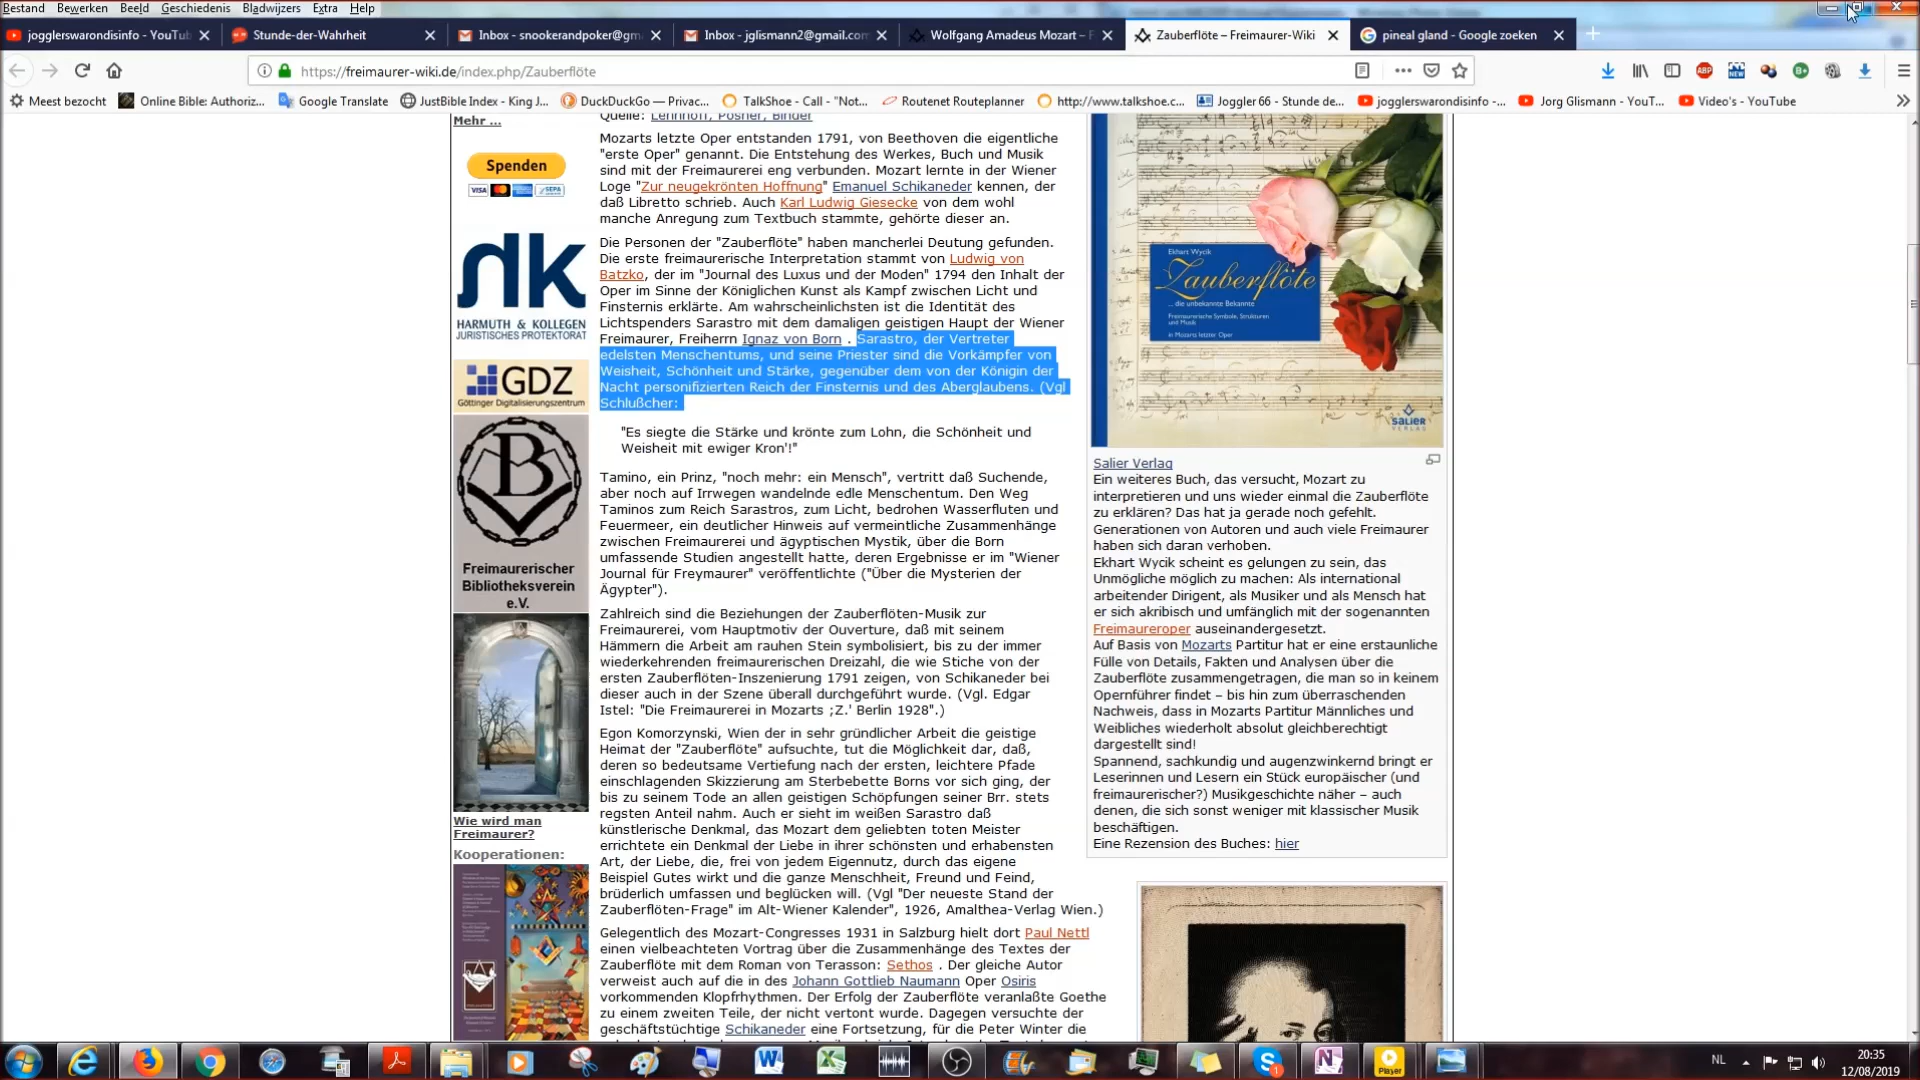 Bestand Bewerken Beeld Geschiedenis Bladwijzers Extra Help
jogglerswarondisinfo - YouTu
Stunde-der-Wahrheit
Inbox - snookerandpoker@gm
Inbox - jglismann2@gmail.com
Wolfgang Amadeus Mozart – F
Zauberflöte – Freimaurer-Wiki
pineal gland - Google zoeken
https://freimaurer-wiki.de/index.php/Zauberflöte
Meest bezocht
Online Bible: Authoriz...
Google Translate
JustBible Index - King J...
DuckDuckGo — Privac...
TalkShoe - Call - "Not...
Routenet Routeplanner
http://www.talkshoe.c...
Joggler 66 - Stunde de...
jogglerswarondisinfo -...
Jorg Glismann - YouT...
Video's - YouTube
Mehr ...
Spenden
VISA
SEPA
nk
HARMUTH & KOLLEGEN
JURISTISCHES PROTEKTORAT
GDZ
Göttinger Digitalisierungszentrum
B
Freimaurerischer
Bibliotheksverein
e.V.
Wie wird man
Freimaurer?
Kooperationen:
Quelle: Lennhoff, Posner, Binder
Mozarts letzte Oper entstanden 1791, von Beethoven die eigentliche
"erste Oper" genannt. Die Entstehung des Werkes, Buch und Musik
sind mit der Freimaurerei eng verbunden. Mozart lernte in der Wiener
Loge "Zur neugekrönten Hoffnung" Emanuel Schikaneder kennen, der
daß Libretto schrieb. Auch Karl Ludwig Giesecke von dem wohl
manche Anregung zum Textbuch stammte, gehörte dieser an.
Die Personen der "Zauberflöte" haben mancherlei Deutung gefunden.
Die erste freimaurerische Interpretation stammt von Ludwig von
Batzko, der im "Journal des Luxus und der Moden" 1794 den Inhalt der
Oper im Sinne der Königlichen Kunst als Kampf zwischen Licht und
Finsternis erklärte. Am wahrscheinlichsten ist die Identität des
Lichtspenders Sarastro mit dem damaligen geistigen Haupt der Wiener
Freimaurer, Freiherrn Ignaz von Born . Sarastro, der Vertreter
edelsten Menschentums, und seine Priester sind die Vorkämpfer von
Weisheit, Schönheit und Stärke, gegenüber dem von der Königin der
Nacht personifizierten Reich der Finsternis und des Aberglaubens. (Vgl
Schlußcher:
"Es siegte die Stärke und krönte zum Lohn, die Schönheit und
Weisheit mit ewiger Kron'!"
Tamino, ein Prinz, "noch mehr: ein Mensch", vertritt daß Suchende,
aber noch auf Irrwegen wandelnde edle Menschentum. Den Weg
Taminos zum Reich Sarastros, zum Licht, bedrohen Wasserfluten und
Feuermeer, ein deutlicher Hinweis auf vermeintliche Zusammenhänge
zwischen Freimaurerei und ägyptischen Mystik, über die Born
umfassende Studien angestellt hatte, deren Ergebnisse er im "Wiener
Journal für Freymaurer" veröffentlichte ("Über die Mysterien der
Ägypter").
Zahlreich sind die Beziehungen der Zauberflöten-Musik zur
Freimaurerei, vom Hauptmotiv der Ouverture, daß mit seinem
Hämmern die Arbeit am rauhen Stein symbolisiert, bis zu der immer
wiederkehrenden freimaurerischen Dreizahl, die wie Stiche von der
ersten Zauberflöten-Inszenierung 1791 zeigen, von Schikaneder bei
dieser auch in der Szene überall durchgeführt wurde. (Vgl. Edgar
Istel: "Die Freimaurerei in Mozarts ;Z.' Berlin 1928".)
Egon Komorzynski, Wien der in sehr gründlicher Arbeit die geistige
Heimat der "Zauberflöte" aufsuchte, tut die Möglichkeit dar, daß,
deren so bedeutsame Vertiefung nach der ersten, leichtere Pfade
einschlagenden Skizzierung am Sterbebette Borns vor sich ging, der
bis zu seinem Tode an allen geistigen Schöpfungen seiner Brr. stets
regsten Anteil nahm. Auch er sieht im weißen Sarastro daß
künstlerische Denkmal, das Mozart dem geliebten toten Meister
errichtete ein Denkmal der Liebe in ihrer schönsten und erhabensten
Art, der Liebe, die, frei von jedem Eigennutz, durch das eigene
Beispiel Gutes wirkt und die ganze Menschheit, Freund und Feind,
brüderlich umfassen und beglücken will. (Vgl "Der neueste Stand der
Zauberflöten-Frage" im Alt-Wiener Kalender", 1926, Amalthea-Verlag Wien.)
Gelegentlich des Mozart-Congresses 1931 in Salzburg hielt dort Paul Nettl
einen vielbeachteten Vortrag über die Zusammenhänge des Textes der
Zauberflöte mit dem Roman von Terasson: Sethos . Der gleiche Autor
verweist auch auf die in des Johann Gottlieb Naumann Oper Osiris
vorkommenden Klopfrhythmen. Der Erfolg der Zauberflöte veranlaßte Goethe
zu einem zweiten Teile, der nicht vertont wurde. Dagegen versuchte der
geschäftstüchtige Schikaneder eine Fortsetzung, für die Peter Winter die
Ekhart Wycik
Zauberflöte
... die unbekannte Bekannte
Freimaurerische Symbole, Strukturen
und Musik
in Mozarts letzter Oper
SALIER
VERLAG
Salier Verlag
Ein weiteres Buch, das versucht, Mozart zu
interpretieren und uns wieder einmal die Zauberflöte
zu erklären? Das hat ja gerade noch gefehlt.
Generationen von Autoren und auch viele Freimaurer
haben sich daran verhoben.
Ekhart Wycik scheint es gelungen zu sein, das
Unmögliche möglich zu machen: Als international
arbeitender Dirigent, als Musiker und als Mensch hat
er sich akribisch und umfänglich mit der sogenannten
Freimaureroper auseinandergesetzt.
Auf Basis von Mozarts Partitur hat er eine erstaunliche
Fülle von Details, Fakten und Analysen über die
Zauberflöte zusammengetragen, die man so in keinem
Opernführer findet – bis hin zum überraschenden
Nachweis, dass in Mozarts Partitur Männliches und
Weibliches wiederholt absolut gleichberechtigt
dargestellt sind!
Spannend, sachkundig und augenzwinkernd bringt er
Leserinnen und Lesern ein Stück europäischer (und
freimaurerischer?) Musikgeschichte näher – auch
denen, die sich sonst weniger mit klassischer Musik
beschäftigen.
Eine Rezension des Buches: hier
Player
NL
20:35
12/08/2019